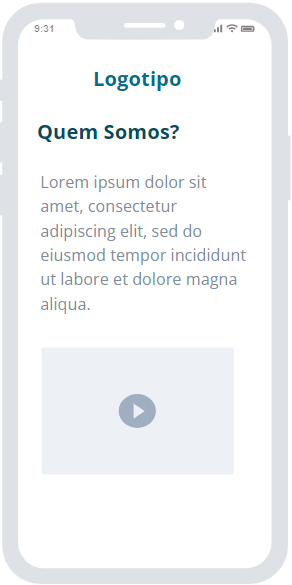 9:31
Logotipo
Quem Somos?
Lorem ipsum dolor sit
amet, consectetur
adipiscing elit, sed do
eiusmod tempor incididunt
ut labore et dolore magna
aliqua.